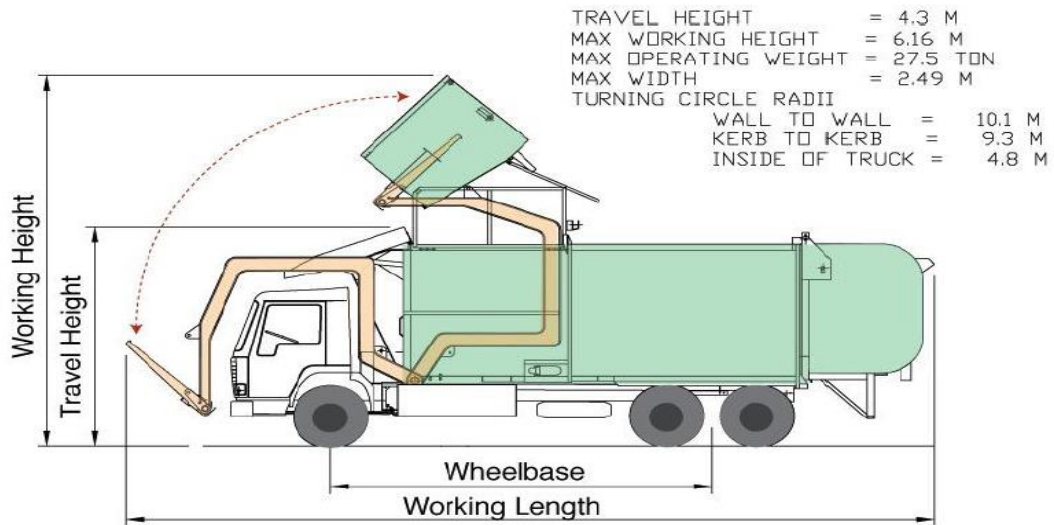 TRAVEL HEIGHT = 4.3 M
MAX WORKING HEIGHT = 6.16 M
MAX OPERATING WEIGHT = 27.5 TON
MAX WIDTH = 2.49 M
TURNING CIRCLE RADII
WALL TO WALL = 10.1 M
KERB TO KERB = 9.3 M
INSIDE OF TRUCK = 4.8 M
Working Height
Travel Height
Wheelbase
Working Length